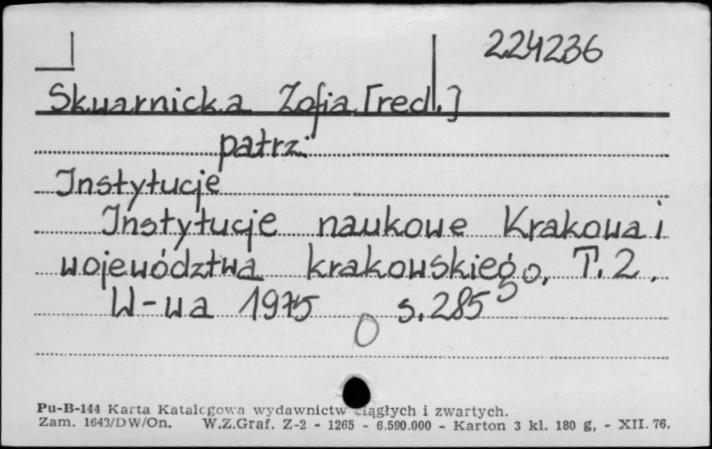 224236
Skwarnicka Zofia [red.]
patrz:
Instytucje
Instytucje naukowe Krakowa i
województwa krakowskiego, T. 2.
W-wa 1975 s. 285
Pu-B-144 Karta Katalogowa wydawnictw ciągłych i zwartych.
Zam. 1643/DW/On. W.Z.Graf. Z-2 - 1265 - 6.590.000 - Karton 3 kl. 180 g, - XII. 76.